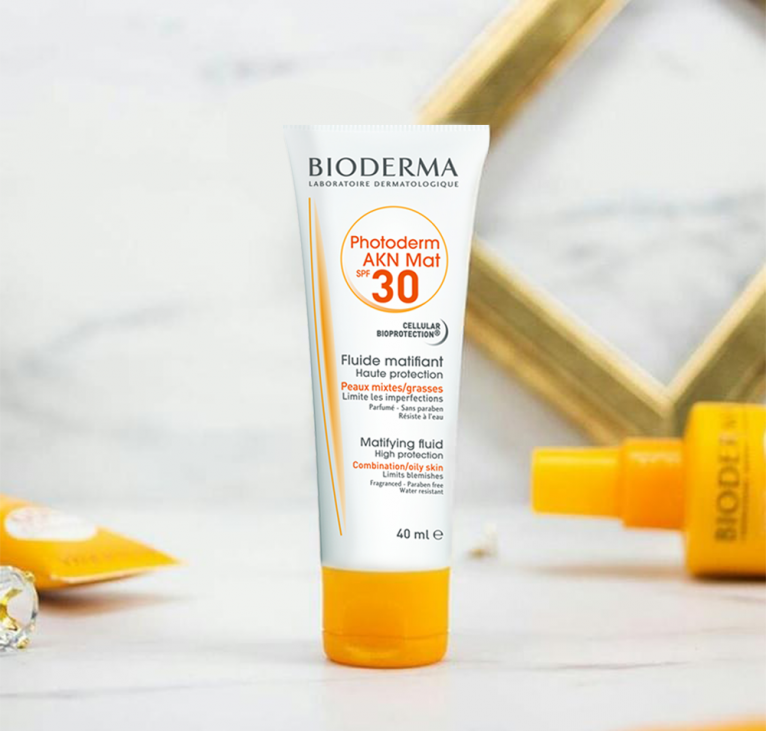 BIODERMA
LABORATOIRE DERMATOLOGIQUE
Photoderm
AKN Mat
SPF 30
CELLULAR
BIOPROTECTION®
Fluide matifiant
Haute protection
Peaux mixtes/grasses
Limite les imperfections
Parfumé - Sans paraben
Résiste à l'eau
Matifying fluid
High protection
Combination/oily skin
Limits blemishes
Fragranced - Paraben free
Water resistant
40 ml e
BIODERMA